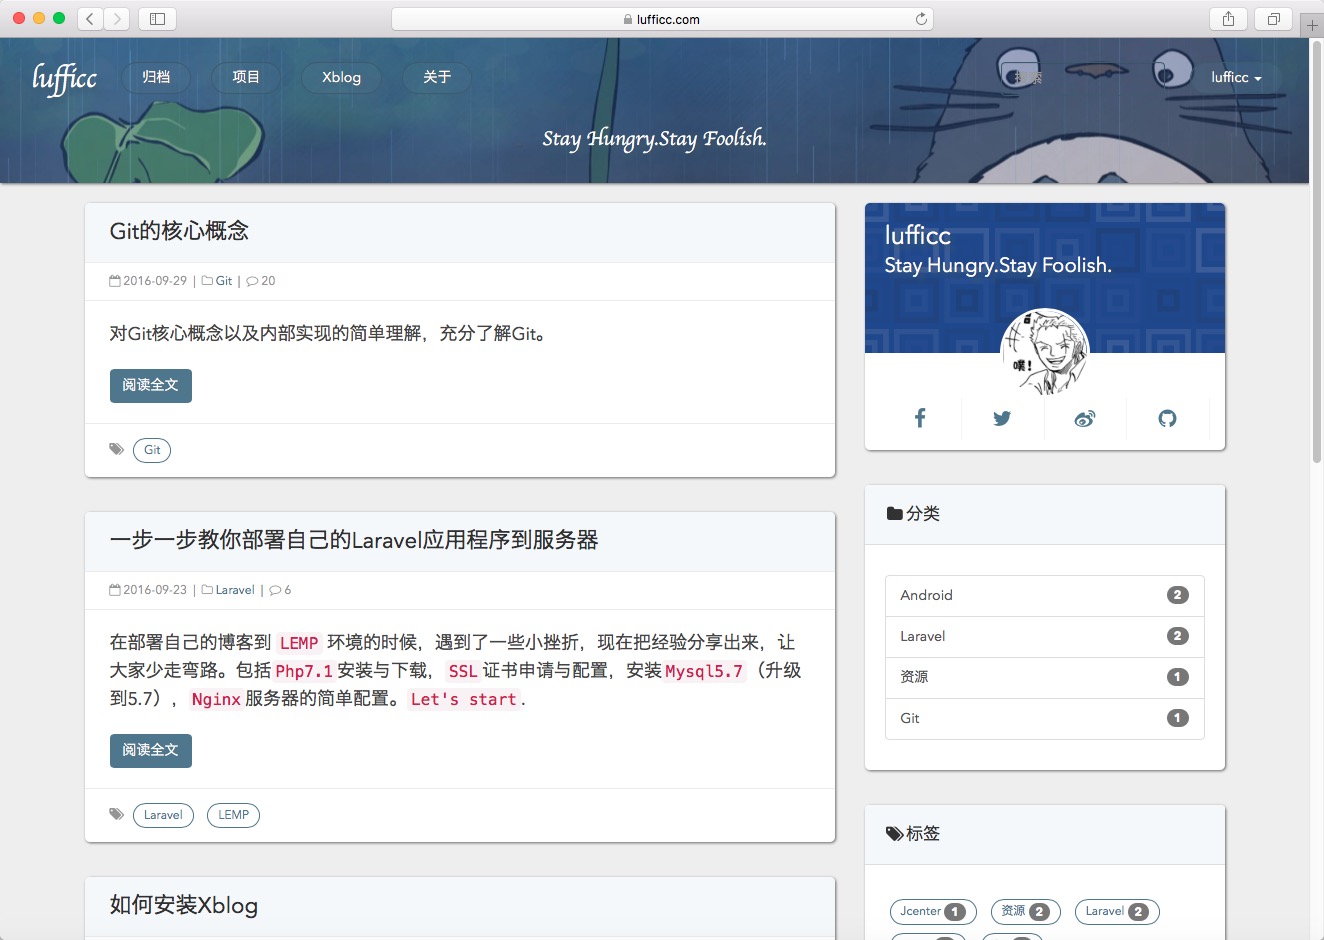 lufficc.com
lufficc 归档 项目 Xblog 关于 搜索 lufficc
Stay Hungry.Stay Foolish.
Git的核心概念
2016-09-29 | Git | 20
对Git核心概念以及内部实现的简单理解，充分了解Git。
阅读全文
Git
一步一步教你部署自己的Laravel应用程序到服务器
2016-09-23 | Laravel | 6
在部署自己的博客到 LEMP 环境的时候，遇到了一些小挫折，现在把经验分享出来，让
大家少走弯路。包括 Php7.1 安装与下载， SSL 证书申请与配置，安装 Mysql5.7 （升级
到5.7），Nginx 服务器的简单配置。 Let's start .
阅读全文
Laravel LEMP
如何安装Xblog
lufficc
Stay Hungry.Stay Foolish.
噗!
分类
Android 2
Laravel 2
资源 1
Git 1
标签
Jcenter 1 资源 2 Laravel 2